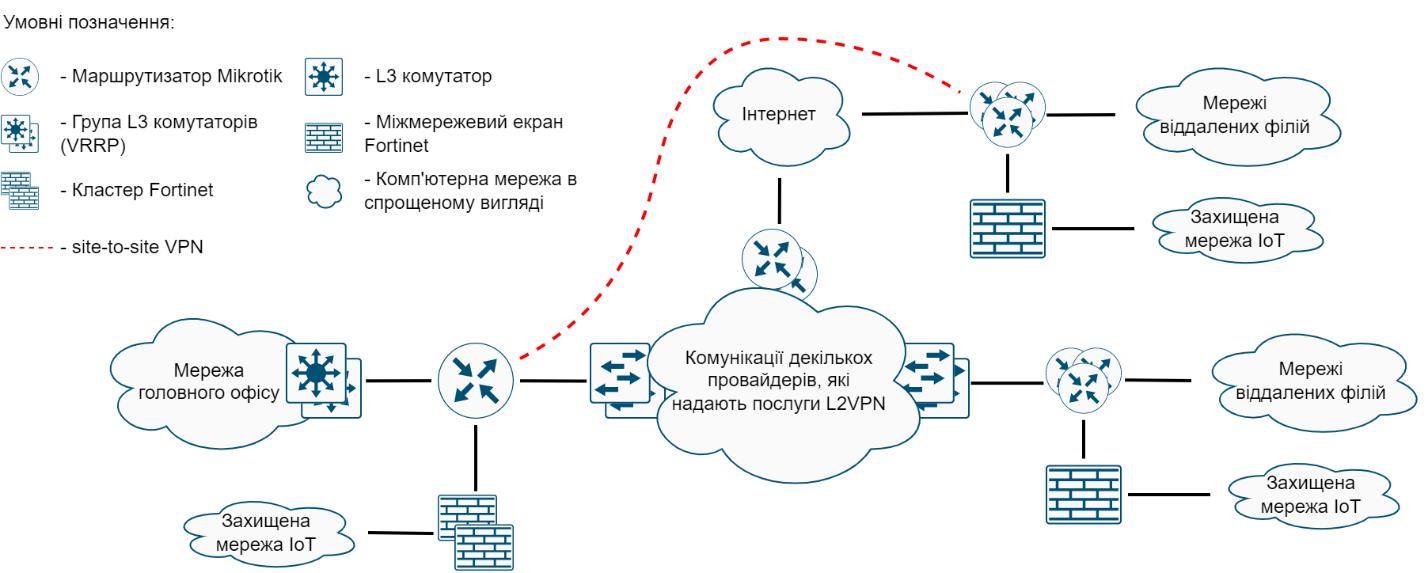 Умовні позначення:
- Маршрутизатор Mikrotik
- L3 комутатор
- Група L3 комутаторів
(VRRP)
- Міжмережевий екран
Fortinet
- Кластер Fortinet
- Комп'ютерна мережа в
спрощеному вигляді
- site-to-site VPN
Інтернет
Мережі
віддалених філій
Захищена
мережа IoT
Мережа
головного офісу
Комунікації декількох
провайдерів, які
надають послуги L2VPN
Мережі
віддалених філій
Захищена
мережа IoT
Захищена
мережа IoT